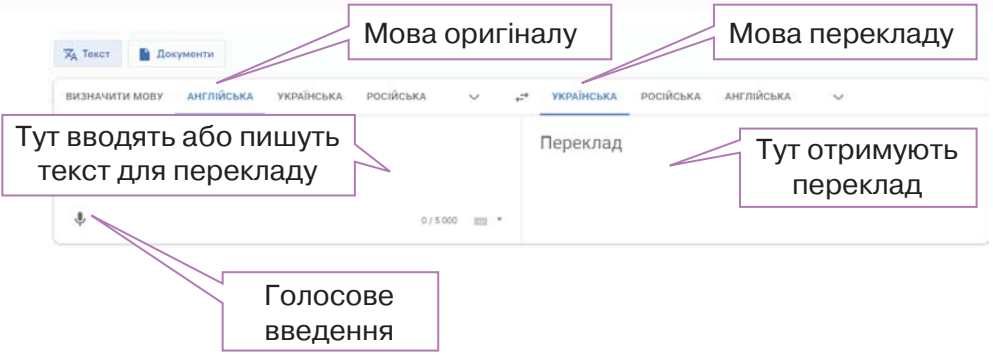 Мова оригіналу
Мова перекладу
Текст
Документи
ВИЗНАЧИТИ МОВУ АНГЛІЙСЬКА УКРАЇНСЬКА РОСІЙСЬКА
УКРАЇНСЬКА РОСІЙСЬКА АНГЛІЙСЬКА
Тут вводять або пишуть
текст для перекладу
Переклад
Тут отримують
переклад
0 / 5 000
Голосове
введення